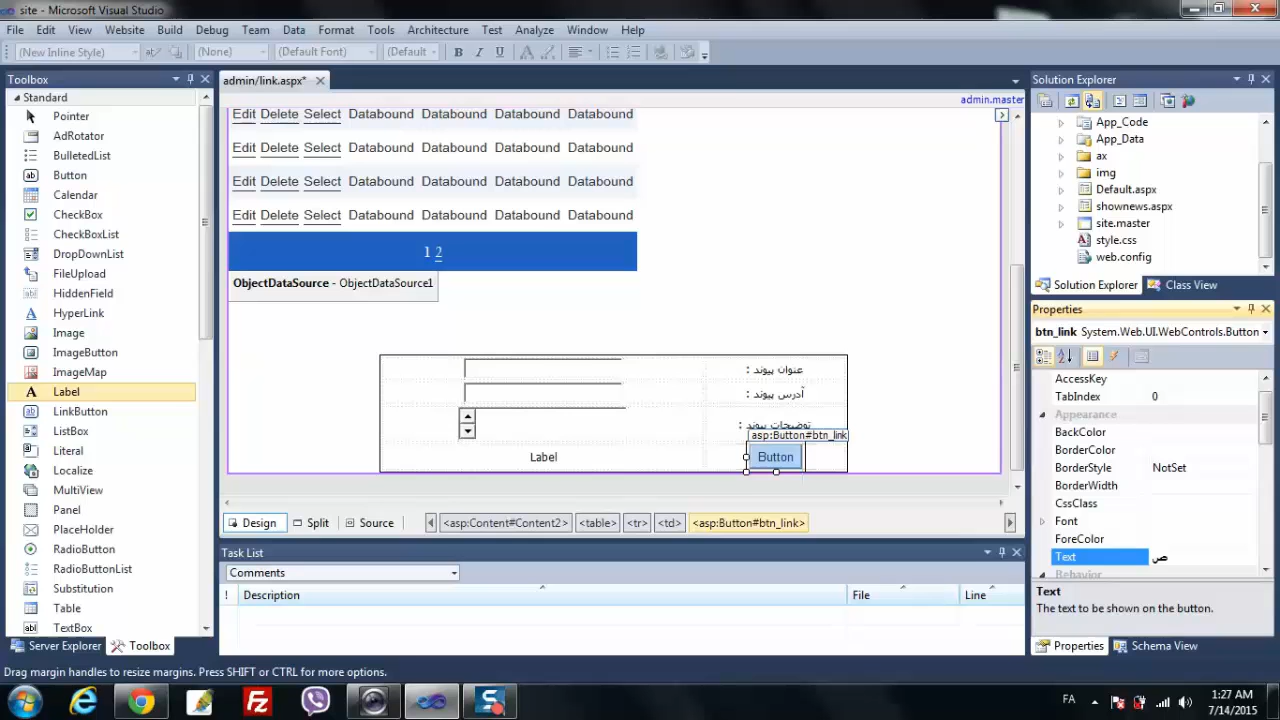 site - Microsoft Visual Studio
File Edit View Website Build Debug Team Data Format Tools Architecture Test Analyze Window Help
(New Inline Style) (None) (Default Font) (Default B I U A
Toolbox
Standard
Pointer
AdRotator
BulletedList
Button
Calendar
CheckBox
CheckBoxList
DropDownList
FileUpload
HiddenField
HyperLink
Image
ImageButton
ImageMap
Label
LinkButton
ListBox
Literal
Localize
MultiView
Panel
PlaceHolder
RadioButton
RadioButtonList
Substitution
Table
TextBox
Server Explorer Toolbox
admin/link.aspx*
admin.master
Edit Delete Select Databound Databound Databound Databound
Edit Delete Select Databound Databound Databound Databound
Edit Delete Select Databound Databound Databound Databound
Edit Delete Select Databound Databound Databound Databound
1 2
ObjectDataSource - ObjectDataSource1
عنوان پیوند :
آدرس پیوند :
توضیحات پیوند :
asp:Button#btn_link
Label Button
Design Split Source <asp:Content#Content2> <table> <tr> <td> <asp:Button#btn_link>
Task List
Comments
! Description File Line
Solution Explorer
App_Code
App_Data
ax
img
Default.aspx
shownews.aspx
site.master
style.css
web.config
Solution Explorer Class View
Properties
btn_link System.Web.UI.WebControls.Button
AccessKey
TabIndex 0
Appearance
BackColor
BorderColor
BorderStyle NotSet
BorderWidth
CssClass
Font
ForeColor
Text ص
Behavior
Text
The text to be shown on the button.
Properties Schema View
Drag margin handles to resize margins. Press SHIFT or CTRL for more options.
FA 1:27 AM
7/14/2015